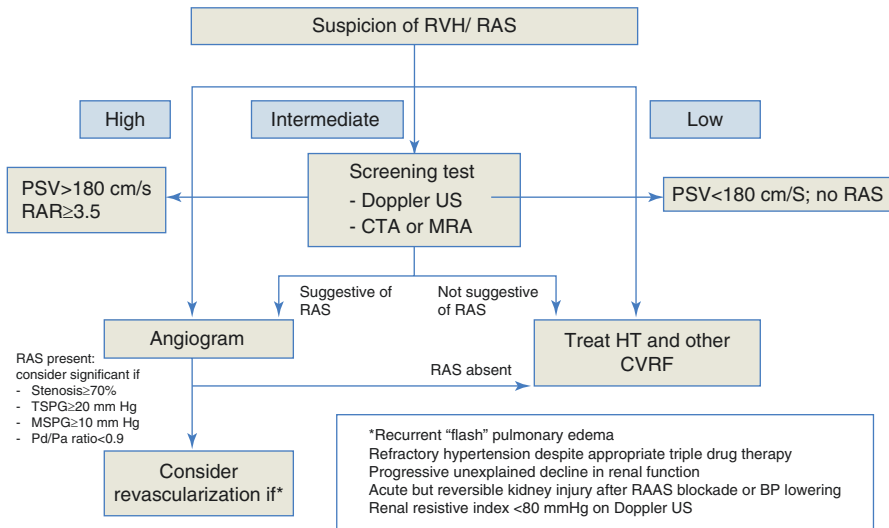 Suspicion of RVH/ RAS
High
Intermediate
Low
Screening test
- Doppler US
- CTA or MRA
PSV>180 cm/s
RAR≥3.5
PSV<180 cm/S; no RAS
Suggestive of
RAS
Not suggestive
of RAS
Angiogram
Treat HT and other
CVRF
RAS present:
consider significant if
- Stenosis≥70%
- TSPG≥20 mm Hg
- MSPG≥10 mm Hg
- Pd/Pa ratio<0.9
RAS absent
Consider
revascularization if*
*Recurrent “flash” pulmonary edema
Refractory hypertension despite appropriate triple drug therapy
Progressive unexplained decline in renal function
Acute but reversible kidney injury after RAAS blockade or BP lowering
Renal resistive index <80 mmHg on Doppler US